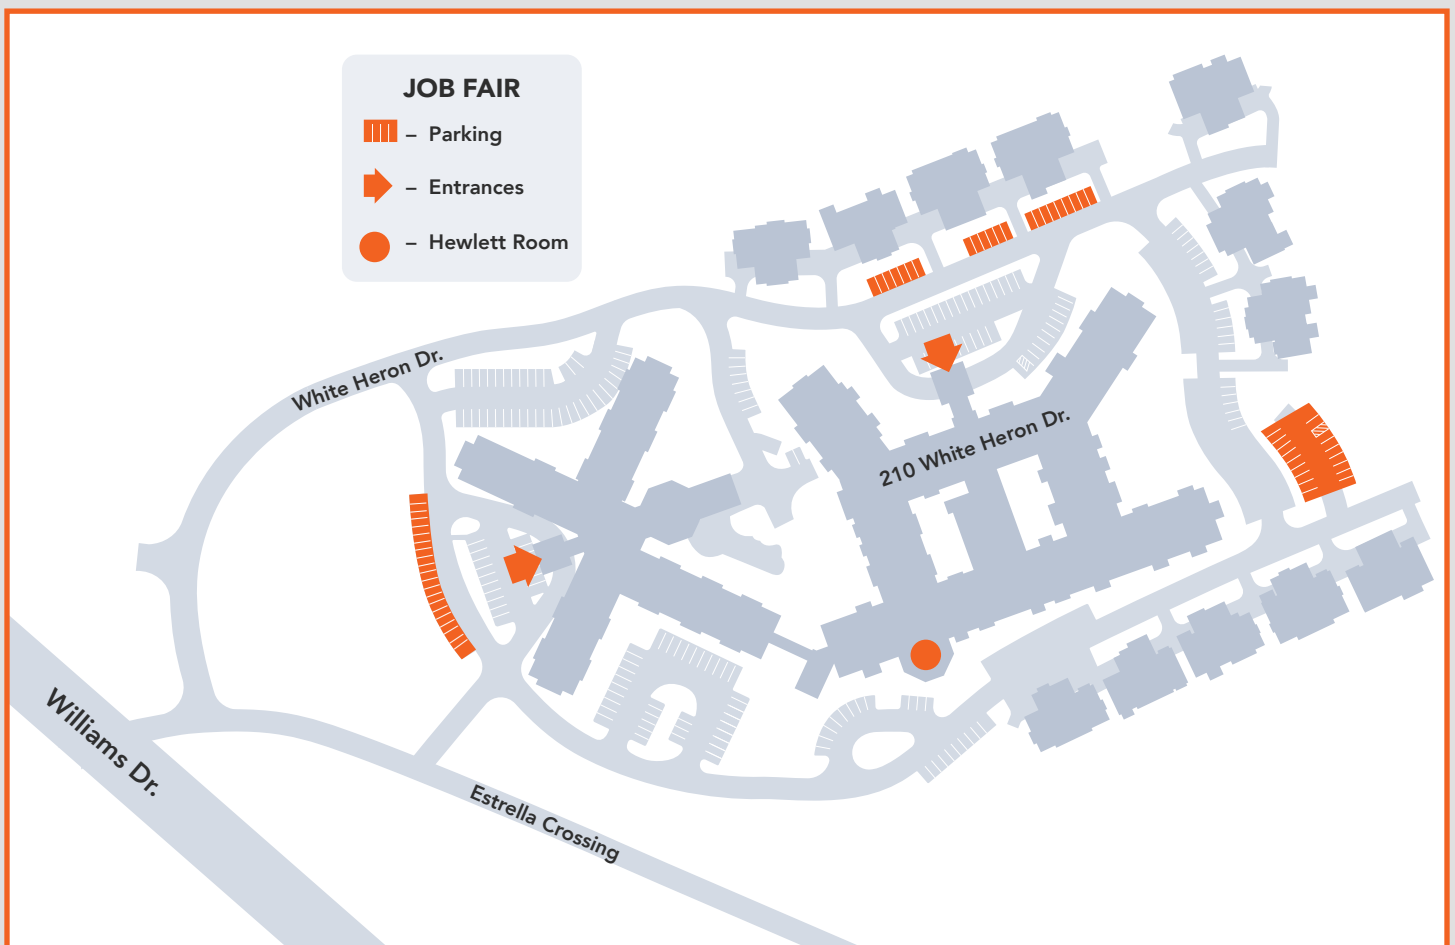 JOB FAIR
– Parking
– Entrances
– Hewlett Room
White Heron Dr.
210 White Heron Dr.
Williams Dr.
Estrella Crossing